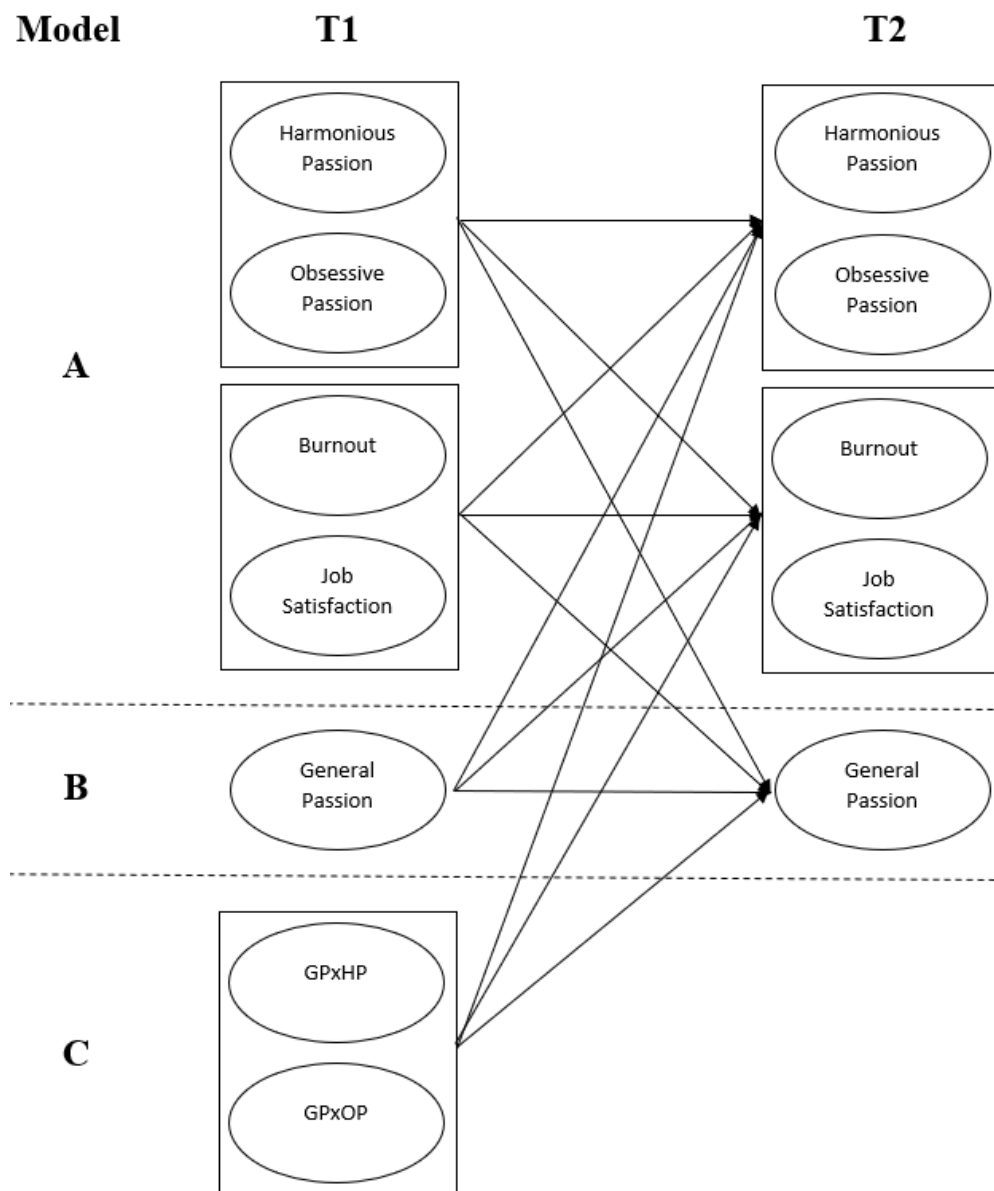 Model T1 T2
Harmonious
Passion
Harmonious
Passion
Obsessive
Passion
Obsessive
Passion
A
Burnout
Burnout
Job
Satisfaction
Job
Satisfaction
B
General
Passion
General
Passion
C
GPxHP
GPxOP